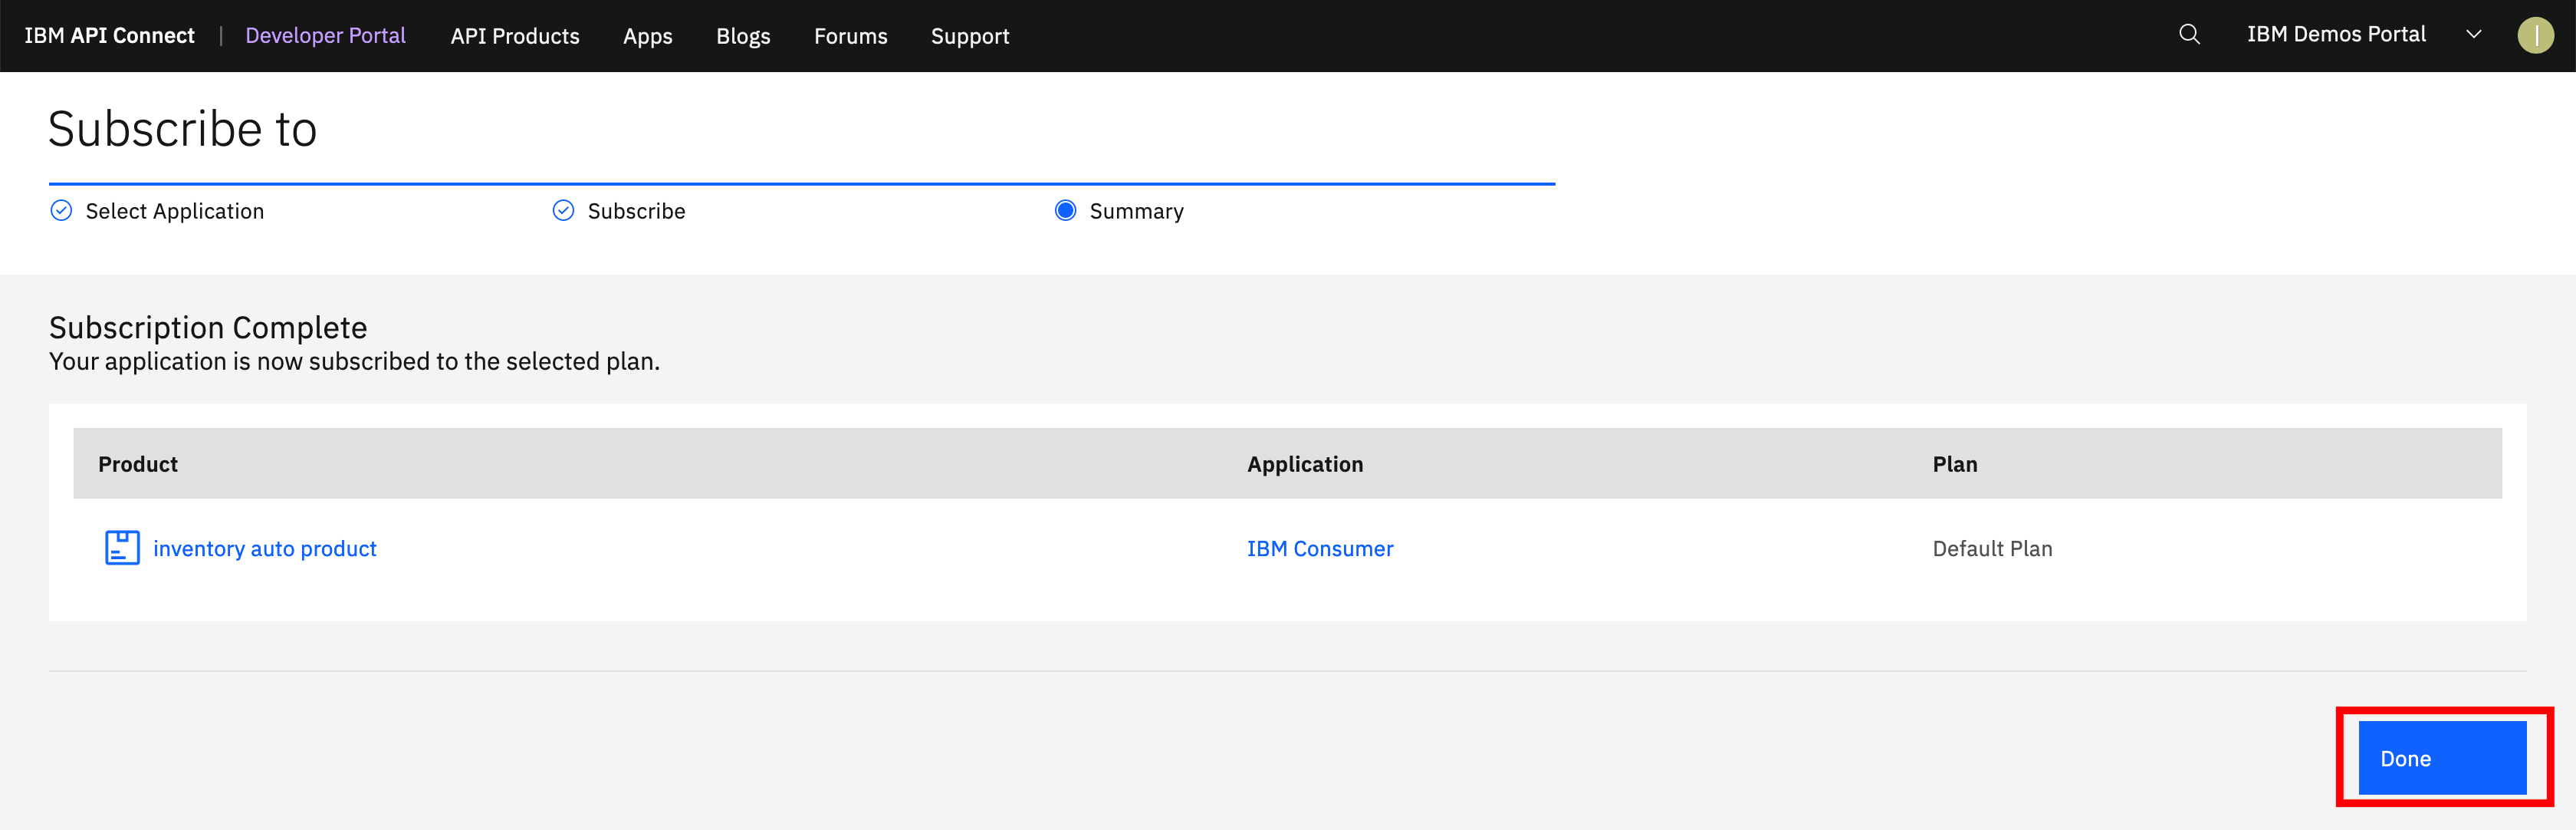 IBM API Connect | Developer Portal API Products Apps Blogs Forums Support IBM Demos Portal
Subscribe to
Select Application Subscribe Summary
Subscription Complete
Your application is now subscribed to the selected plan.
Product Application Plan
inventory auto product IBM Consumer Default Plan
Done